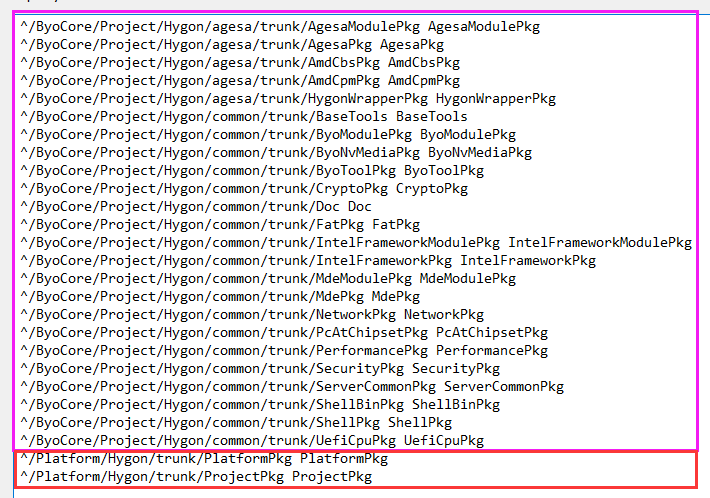 ^/ByoCore/Project/Hygon/agesa/trunk/AgesaModulePkg AgesaModulePkg
^/ByoCore/Project/Hygon/agesa/trunk/AgesaPkg AgesaPkg
^/ByoCore/Project/Hygon/agesa/trunk/AmdCbsPkg AmdCbsPkg
^/ByoCore/Project/Hygon/agesa/trunk/AmdCpmPkg AmdCpmPkg
^/ByoCore/Project/Hygon/agesa/trunk/HygonWrapperPkg HygonWrapperPkg
^/ByoCore/Project/Hygon/common/trunk/BaseTools BaseTools
^/ByoCore/Project/Hygon/common/trunk/ByoModulePkg ByoModulePkg
^/ByoCore/Project/Hygon/common/trunk/ByoNvMediaPkg ByoNvMediaPkg
^/ByoCore/Project/Hygon/common/trunk/ByoToolPkg ByoToolPkg
^/ByoCore/Project/Hygon/common/trunk/CryptoPkg CryptoPkg
^/ByoCore/Project/Hygon/common/trunk/Doc Doc
^/ByoCore/Project/Hygon/common/trunk/FatPkg FatPkg
^/ByoCore/Project/Hygon/common/trunk/IntelFrameworkModulePkg IntelFrameworkModulePkg
^/ByoCore/Project/Hygon/common/trunk/IntelFrameworkPkg IntelFrameworkPkg
^/ByoCore/Project/Hygon/common/trunk/MdeModulePkg MdeModulePkg
^/ByoCore/Project/Hygon/common/trunk/MdePkg MdePkg
^/ByoCore/Project/Hygon/common/trunk/NetworkPkg NetworkPkg
^/ByoCore/Project/Hygon/common/trunk/PcAtChipsetPkg PcAtChipsetPkg
^/ByoCore/Project/Hygon/common/trunk/PerformancePkg PerformancePkg
^/ByoCore/Project/Hygon/common/trunk/SecurityPkg SecurityPkg
^/ByoCore/Project/Hygon/common/trunk/ServerCommonPkg ServerCommonPkg
^/ByoCore/Project/Hygon/common/trunk/ShellBinPkg ShellBinPkg
^/ByoCore/Project/Hygon/common/trunk/ShellPkg ShellPkg
^/ByoCore/Project/Hygon/common/trunk/UefiCpuPkg UefiCpuPkg
^/Platform/Hygon/trunk/PlatformPkg PlatformPkg
^/Platform/Hygon/trunk/ProjectPkg ProjectPkg